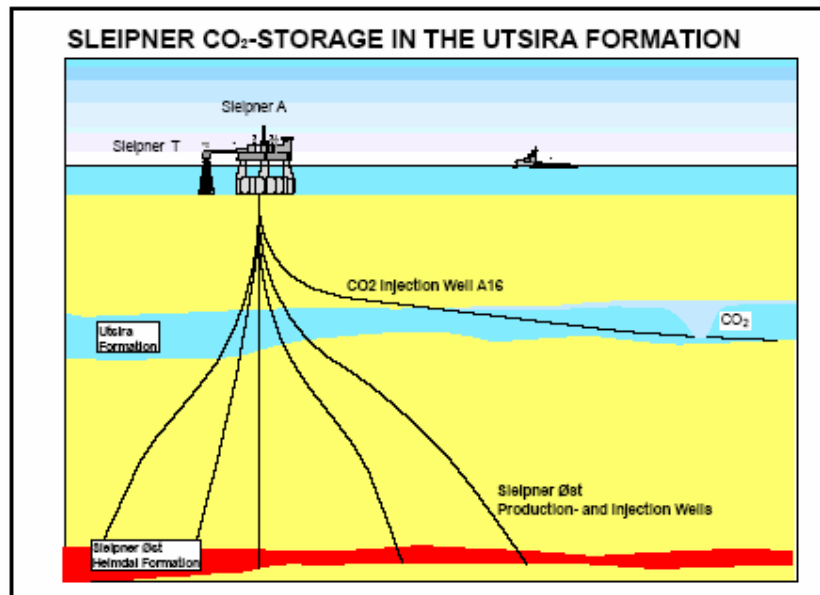 SLEIPNER CO₂-STORAGE IN THE UTSIRA FORMATION
Sleipner A
Sleipner T
CO2 Injection Well A16
CO₂
Utsira
Formation
Sleipner Øst
Production- and Injection Wells
Sleipner Øst
Heimdal Formation